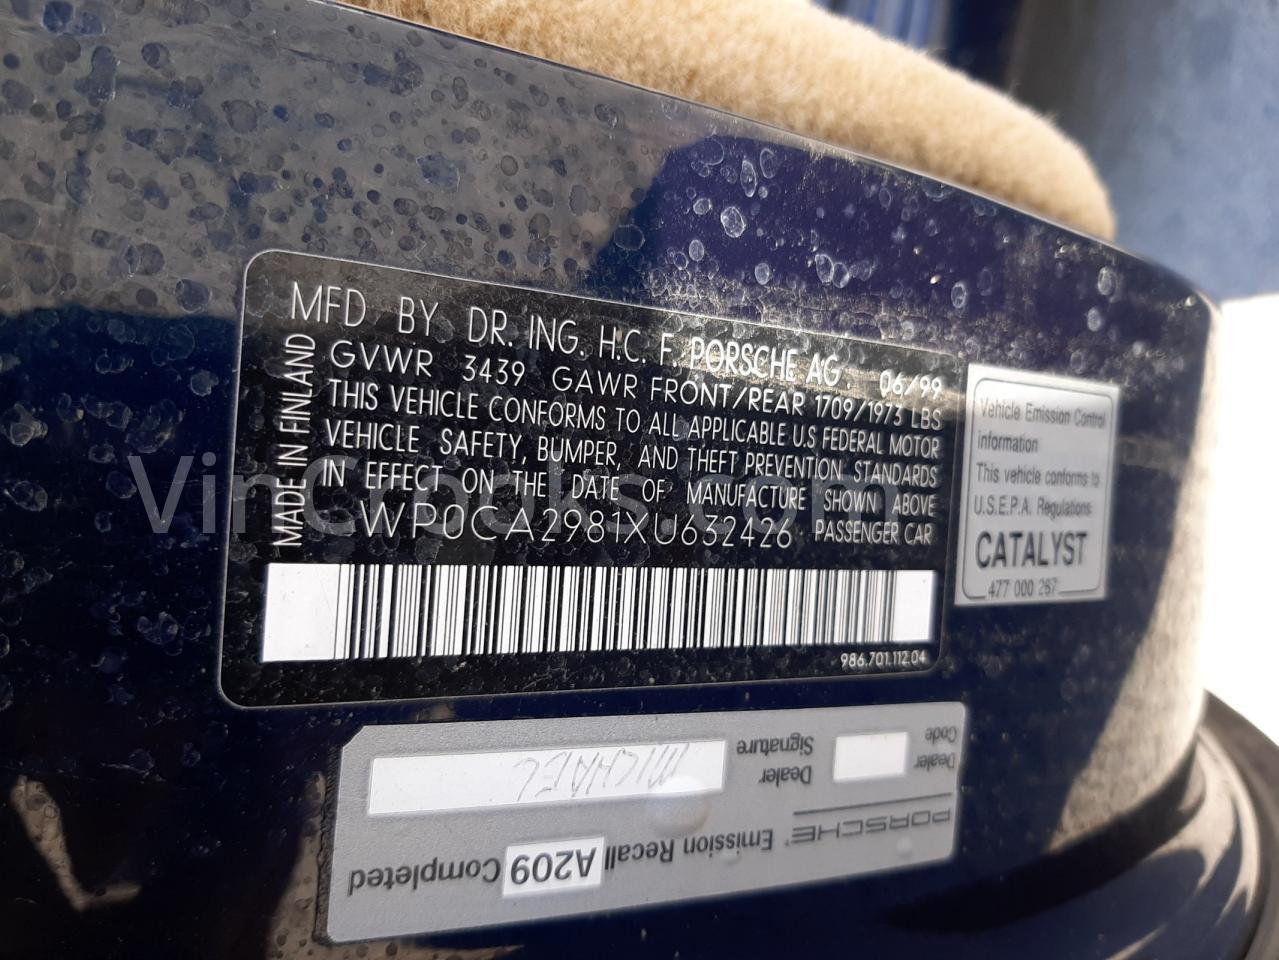 MFD BY DR. ING. H.C. F. PORSCHE AG. 06/99
GVWR 3439 GAWR FRONT/REAR 1709/1973 LBS
THIS VEHICLE CONFORMS TO ALL APPLICABLE U.S FEDERAL MOTOR
VEHICLE SAFETY, BUMPER, AND THEFT PREVENTION STANDARDS
IN EFFECT ON THE DATE OF MANUFACTURE SHOWN ABOVE
WP0CA2981XU632426 PASSENGER CAR
MADE IN FINLAND
986.701.112.04
Vehicle Emission Control
Information
This vehicle conforms to
U.S.E.P.A. Regulations
CATALYST
477 000 267
PORSCHE Emission Recall A209 Completed
Dealer Code
Dealer Signature
MICHAEL
VinCrooks.com